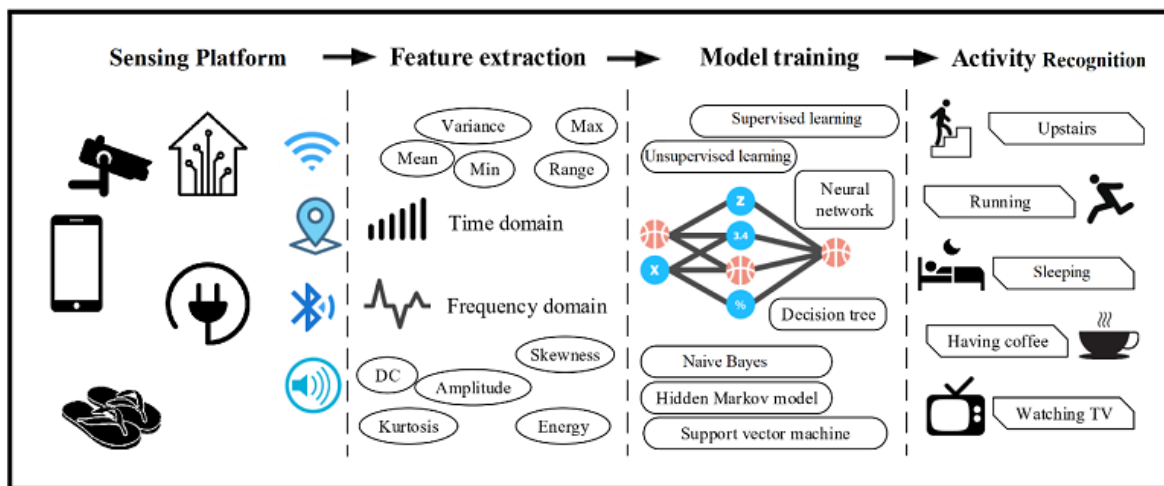 Sensing Platform
Feature extraction
Model training
Activity Recognition
Variance
Max
Mean
Min
Range
Time domain
Frequency domain
Skewness
DC
Amplitude
Kurtosis
Energy
Supervised learning
Unsupervised learning
Neural
network
Z
3.4
X
%
Decision tree
Naive Bayes
Hidden Markov model
Support vector machine
Upstairs
Running
Sleeping
Having coffee
Watching TV